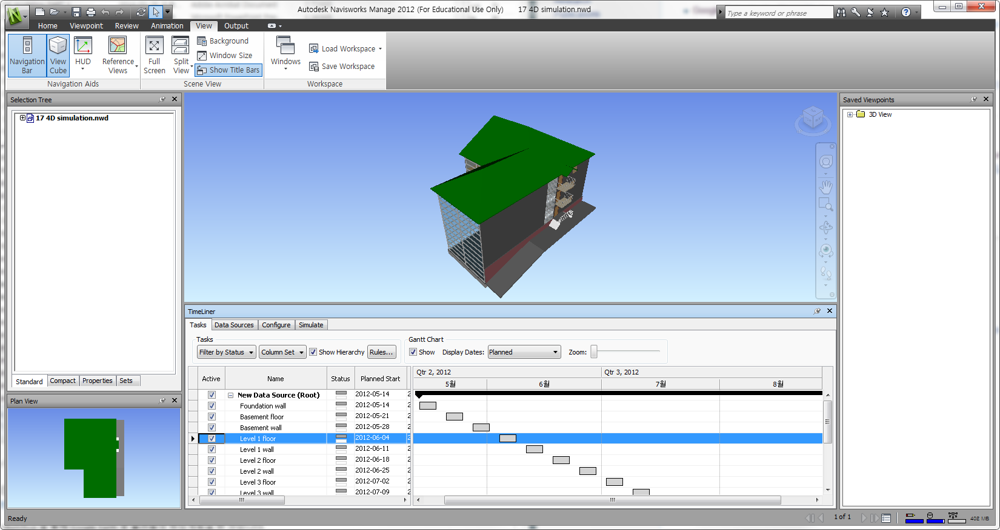 Autodesk Navisworks Manage 2012 (For Educational Use Only) 17 4D simulation.nwd
Type a keyword or phrase
Home Viewpoint Review Animation View Output
Navigation Bar
View Cube
HUD
Reference Views
Full Screen
Split View
Background
Window Size
Show Title Bars
Windows
Load Workspace
Save Workspace
Navigation Aids
Scene View
Workspace
Selection Tree
17 4D simulation.nwd
Standard Compact Properties Sets
Plan View
Saved Viewpoints
3D View
TimeLiner
Tasks Data Sources Configure Simulate
Tasks
Filter by Status Column Set Show Hierarchy Rules...
Gantt Chart
Show Display Dates: Planned Zoom:
Active Name Status Planned Start
Qtr 2, 2012 Qtr 3, 2012
5월 6월 7월 8월
New Data Source (Root) 2012-05-14
Foundation wall 2012-05-14
Basement floor 2012-05-21
Basement wall 2012-05-28
Level 1 floor 2012-06-04
Level 1 wall 2012-06-11
Level 2 floor 2012-06-18
Level 2 wall 2012-06-25
Level 3 floor 2012-07-02
Level 3 wall 2012-07-09
Ready
1 of 1
402 MB